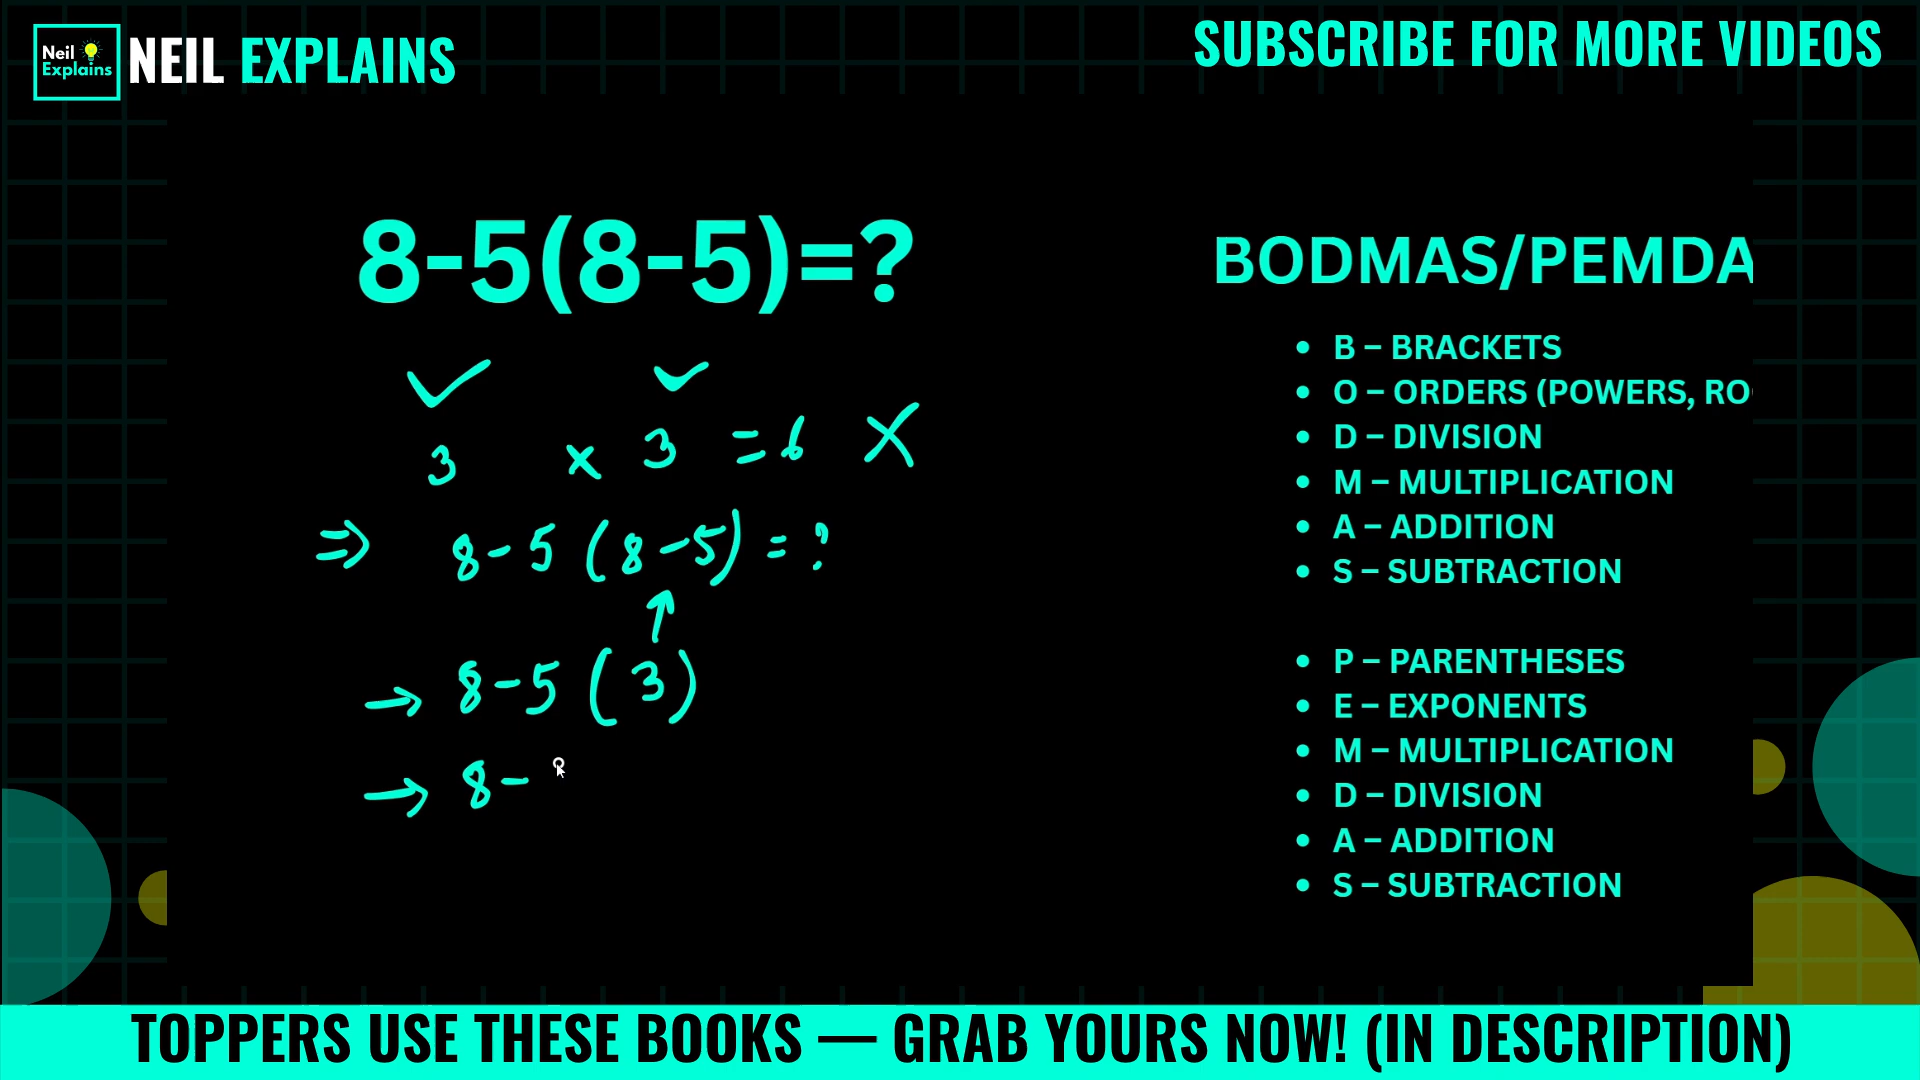 Neil
Explains
NEIL EXPLAINS
SUBSCRIBE FOR MORE VIDEOS
8-5(8-5)=?
3 × 3 = 6 X
⇒ 8-5(8-5) = ?
→ 8-5(3)
→ 8-
BODMAS/PEMDA
• B – BRACKETS
• O – ORDERS (POWERS, RO
• D – DIVISION
• M – MULTIPLICATION
• A – ADDITION
• S – SUBTRACTION
• P – PARENTHESES
• E – EXPONENTS
• M – MULTIPLICATION
• D – DIVISION
• A – ADDITION
• S – SUBTRACTION
TOPPERS USE THESE BOOKS — GRAB YOURS NOW! (IN DESCRIPTION)